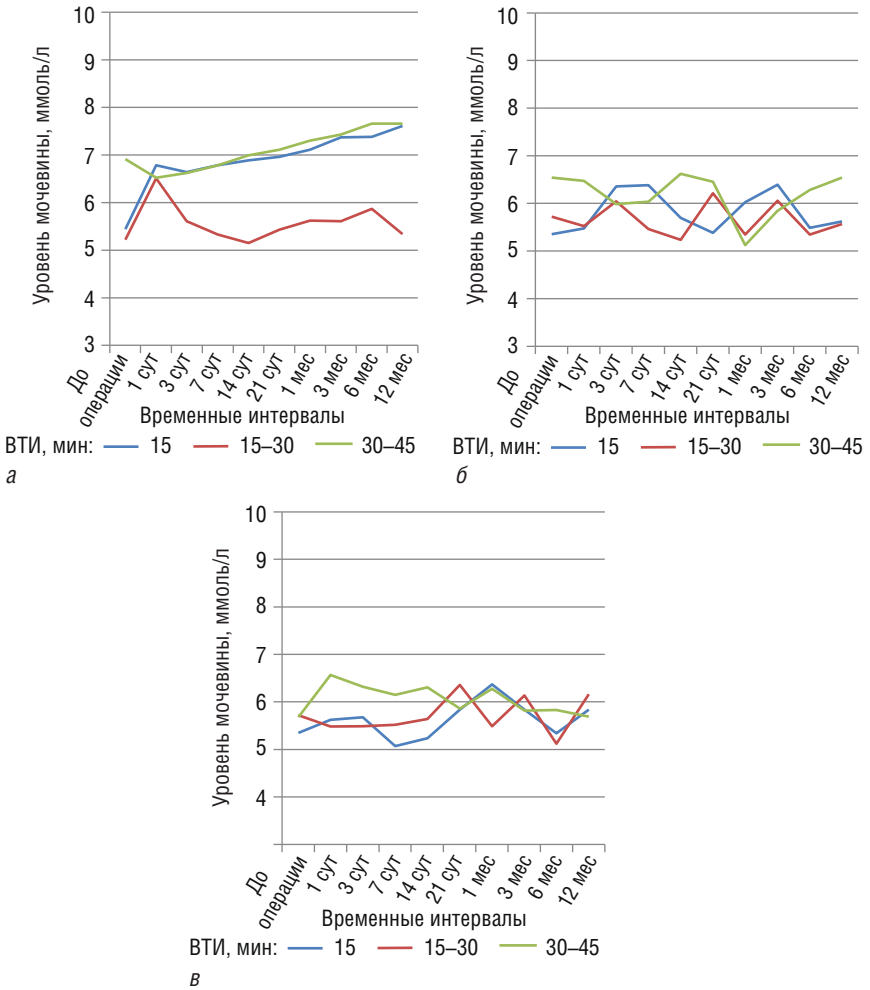 Уровень мочевины, ммоль/л
10
9
8
7
6
5
4
3
До операции
1 сут
3 сут
7 сут
14 сут
21 сут
1 мес
3 мес
6 мес
12 мес
Временные интервалы
ВТИ, мин: 15 15–30 30–45
а
Уровень мочевины, ммоль/л
10
9
8
7
6
5
4
3
До операции
1 сут
3 сут
7 сут
14 сут
21 сут
1 мес
3 мес
6 мес
12 мес
Временные интервалы
ВТИ, мин: 15 15–30 30–45
б
Уровень мочевины, ммоль/л
10
9
8
7
6
5
4
До операции
1 сут
3 сут
7 сут
14 сут
21 сут
1 мес
3 мес
6 мес
12 мес
Временные интервалы
ВТИ, мин: 15 15–30 30–45
в